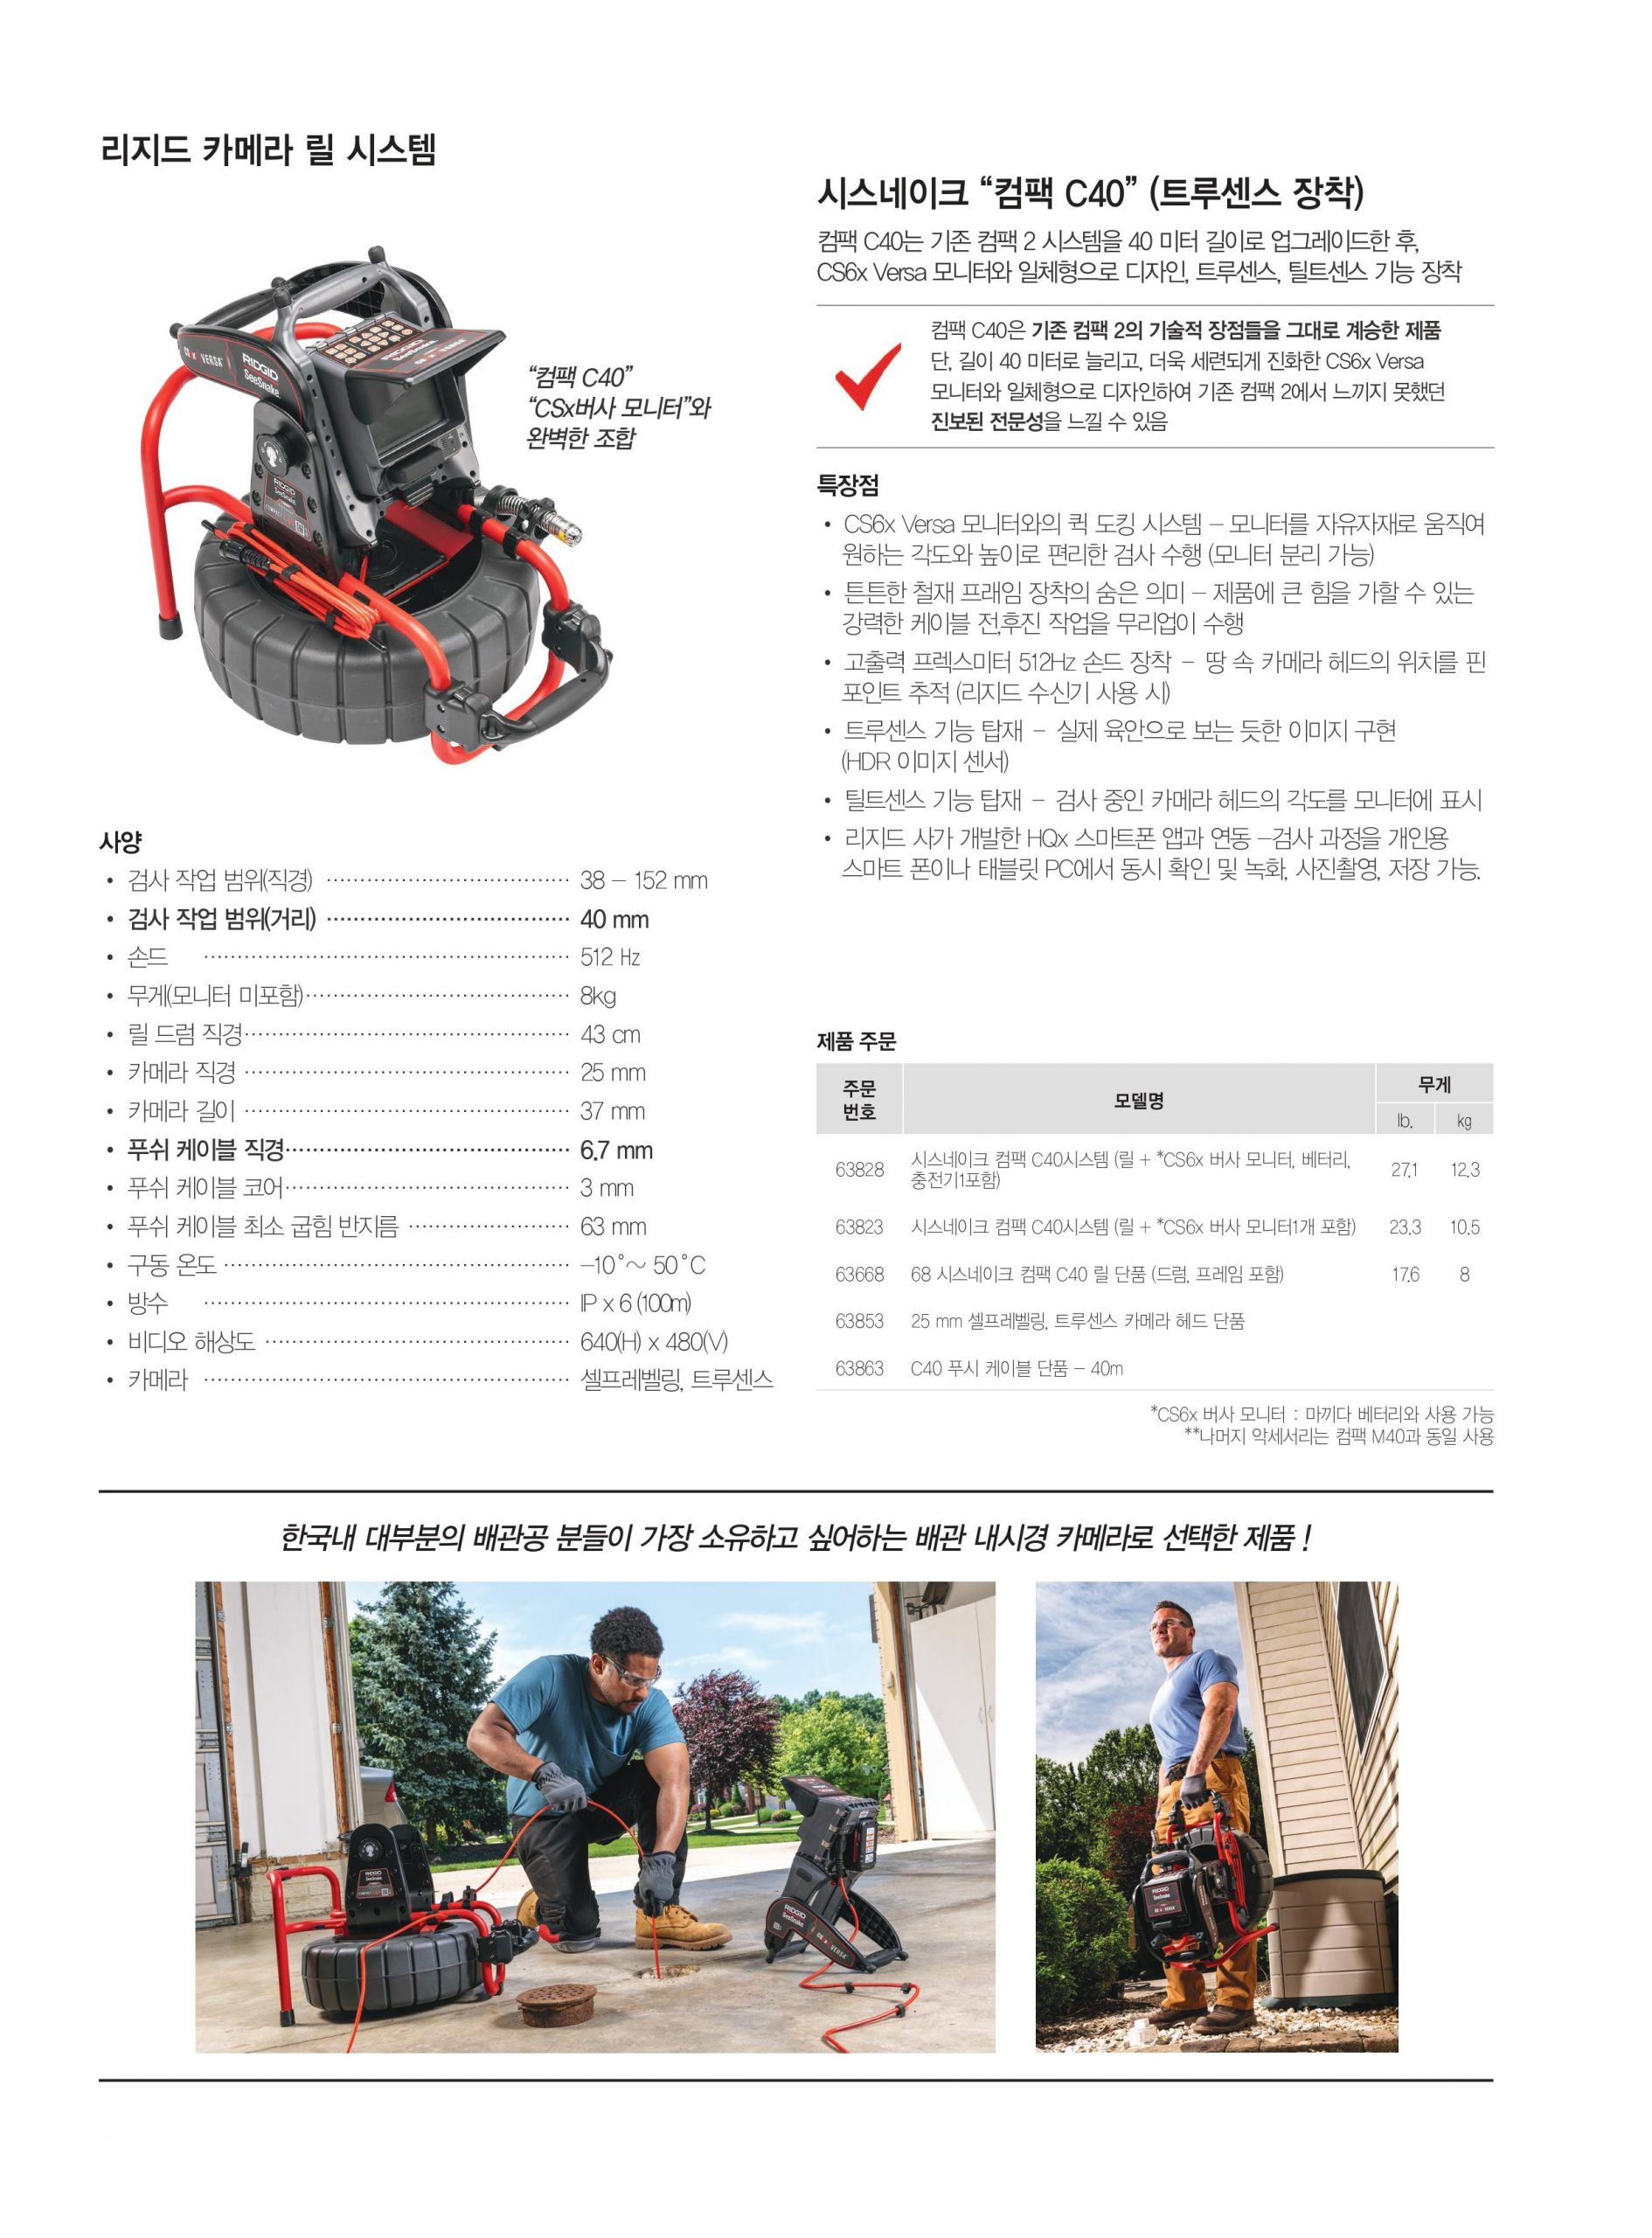 리지드 카메라 릴 시스템
시스네이크 “컴팩 C40” (트루센스 장착)
컴팩 C40는 기존 컴팩 2 시스템을 40 미터 길이로 업그레이드한 후,
CS6x Versa 모니터와 일체형으로 디자인, 트루센스, 틸트센스 기능 장착
컴팩 C40은 기존 컴팩 2의 기술적 장점들을 그대로 계승한 제품
단, 길이 40 미터로 늘리고, 더욱 세련되게 진화한 CS6x Versa
모니터와 일체형으로 디자인하여 기존 컴팩 2에서 느끼지 못했던
진보된 전문성을 느낄 수 있음
RIDGID
SeeSnake
VERSA
“컴팩 C40”
“CSx버사 모니터”와
완벽한 조합
특장점
• CS6x Versa 모니터와의 퀵 도킹 시스템 – 모니터를 자유자재로 움직여
원하는 각도와 높이로 편리한 검사 수행 (모니터 분리 가능)
• 튼튼한 철재 프래임 장착의 숨은 의미 – 제품에 큰 힘을 가할 수 있는
강력한 케이블 전,후진 작업을 무리업이 수행
• 고출력 프렉스미터 512Hz 손드 장착 – 땅 속 카메라 헤드의 위치를 핀
포인트 추적 (리지드 수신기 사용 시)
• 트루센스 기능 탑재 – 실제 육안으로 보는 듯한 이미지 구현
(HDR 이미지 센서)
• 틸트센스 기능 탑재 – 검사 중인 카메라 헤드의 각도를 모니터에 표시
• 리지드 사가 개발한 HQx 스마트폰 앱과 연동 –검사 과정을 개인용
스마트 폰이나 태블릿 PC에서 동시 확인 및 녹화, 사진촬영, 저장 가능.
사양
• 검사 작업 범위(직경) 38 – 152 mm
• 검사 작업 범위(거리) 40 mm
• 손드 512 Hz
• 무게(모니터 미포함) 8kg
• 릴 드럼 직경 43 cm
• 카메라 직경 25 mm
• 카메라 길이 37 mm
• 푸쉬 케이블 직경 6.7 mm
• 푸쉬 케이블 코어 3 mm
• 푸쉬 케이블 최소 굽힘 반지름 63 mm
• 구동 온도 –10˚~ 50˚C
• 방수 IP x 6 (100m)
• 비디오 해상도 640(H) x 480(V)
• 카메라 셀프레벨링, 트루센스
제품 주문
주문 번호 모델명 무게
lb. kg
63828 시스네이크 컴팩 C40시스템 (릴 + *CS6x 버사 모니터, 베터리, 27.1 12.3
충전기1포함)
63823 시스네이크 컴팩 C40시스템 (릴 + *CS6x 버사 모니터1개 포함) 23.3 10.5
63668 68 시스네이크 컴팩 C40 릴 단품 (드럼, 프레임 포함) 17.6 8
63853 25 mm 셀프레벨링, 트루센스 카메라 헤드 단품
63863 C40 푸시 케이블 단품 – 40m
*CS6x 버사 모니터 : 마끼다 베터리와 사용 가능
**나머지 악세서리는 컴팩 M40과 동일 사용
한국내 대부분의 배관공 분들이 가장 소유하고 싶어하는 배관 내시경 카메라로 선택한 제품 !
RIDGID
SeeSnake
RIDGID
SeeSnake
VERSA
RIDGID
SeeSnake